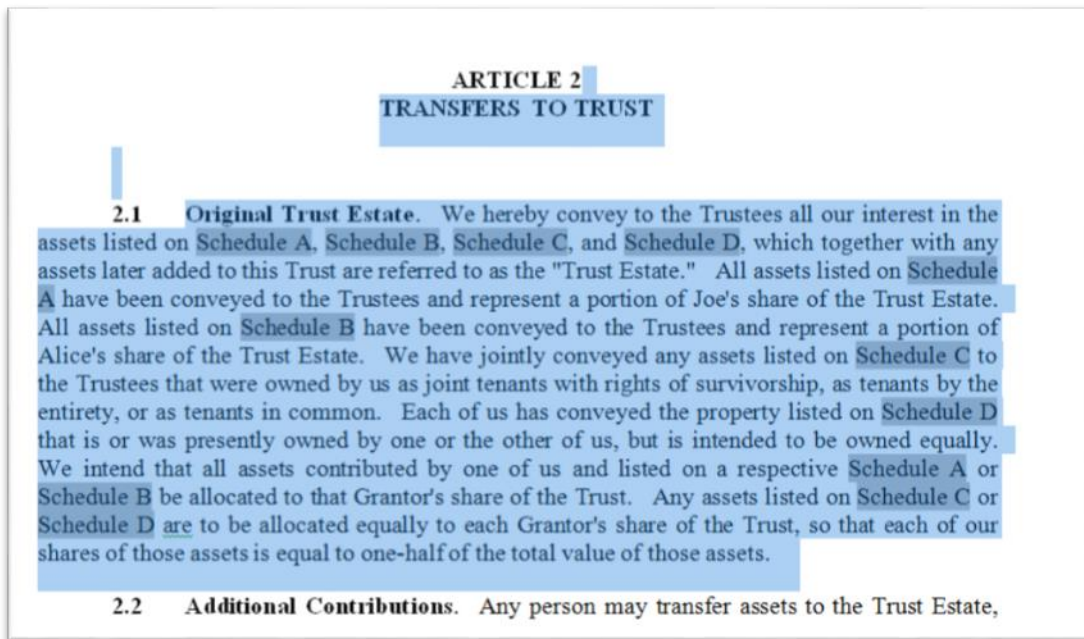 ARTICLE 2
TRANSFERS TO TRUST
2.1 Original Trust Estate. We hereby convey to the Trustees all our interest in the
assets listed on Schedule A, Schedule B, Schedule C, and Schedule D, which together with any
assets later added to this Trust are referred to as the "Trust Estate." All assets listed on Schedule
A have been conveyed to the Trustees and represent a portion of Joe's share of the Trust Estate.
All assets listed on Schedule B have been conveyed to the Trustees and represent a portion of
Alice's share of the Trust Estate. We have jointly conveyed any assets listed on Schedule C to
the Trustees that were owned by us as joint tenants with rights of survivorship, as tenants by the
entirety, or as tenants in common. Each of us has conveyed the property listed on Schedule D
that is or was presently owned by one or the other of us, but is intended to be owned equally.
We intend that all assets contributed by one of us and listed on a respective Schedule A or
Schedule B be allocated to that Grantor's share of the Trust. Any assets listed on Schedule C or
Schedule D are to be allocated equally to each Grantor's share of the Trust, so that each of our
shares of those assets is equal to one-half of the total value of those assets.
2.2 Additional Contributions. Any person may transfer assets to the Trust Estate,